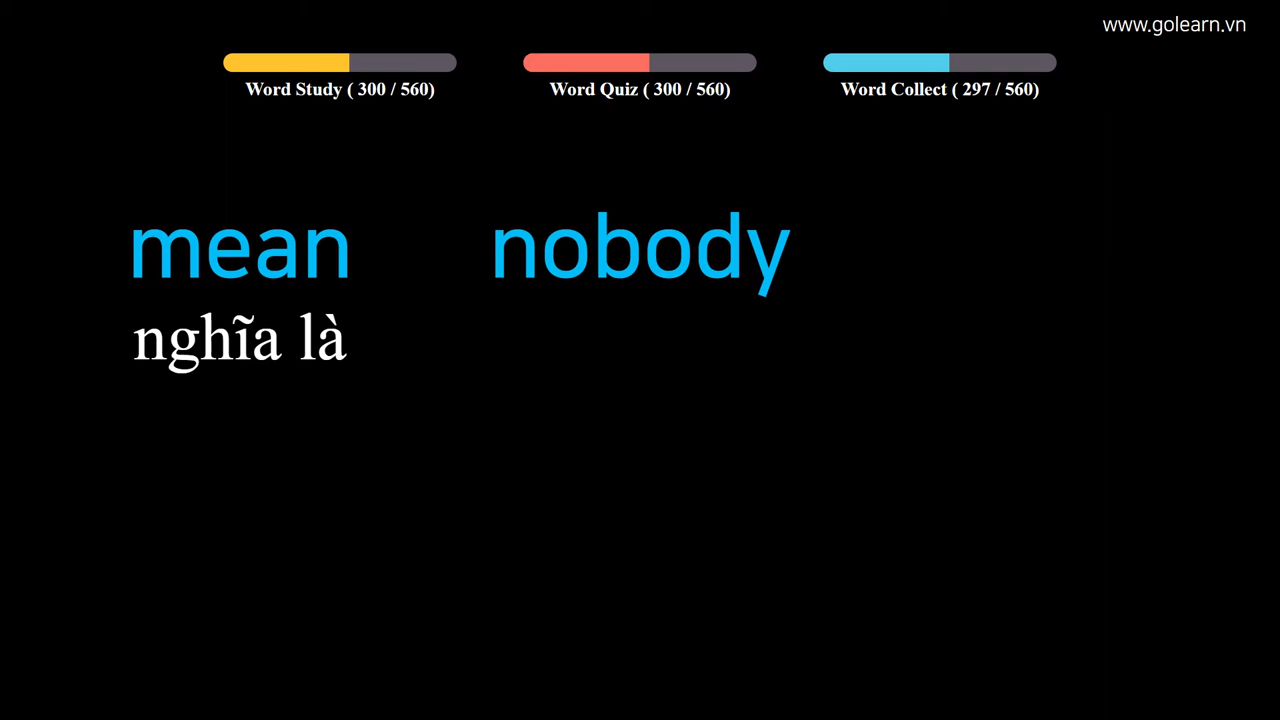 www.golearn.vn
Word Study ( 300 / 560)
Word Quiz ( 300 / 560)
Word Collect ( 297 / 560)
mean nobody
nghĩa là